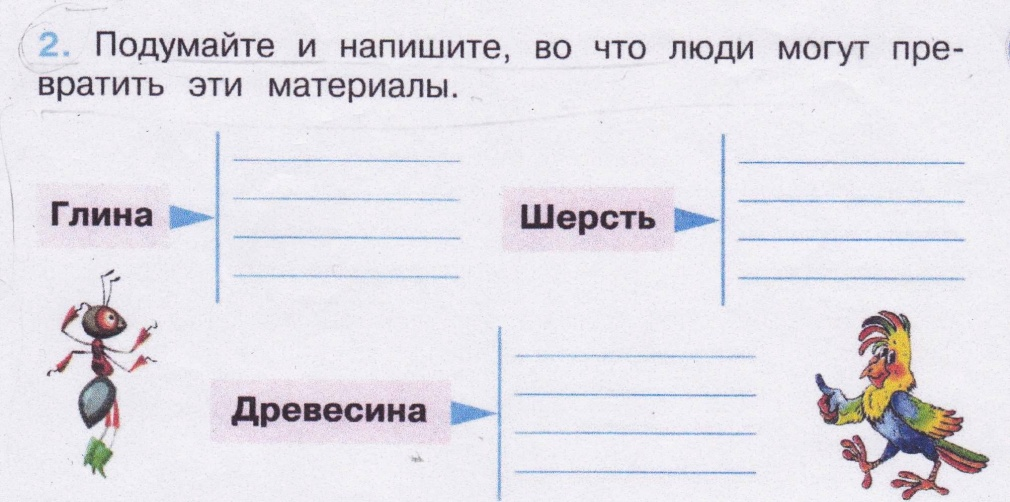 2. Подумайте и напишите, во что люди могут пре-
вратить эти материалы.
Глина
Шерсть
Древесина